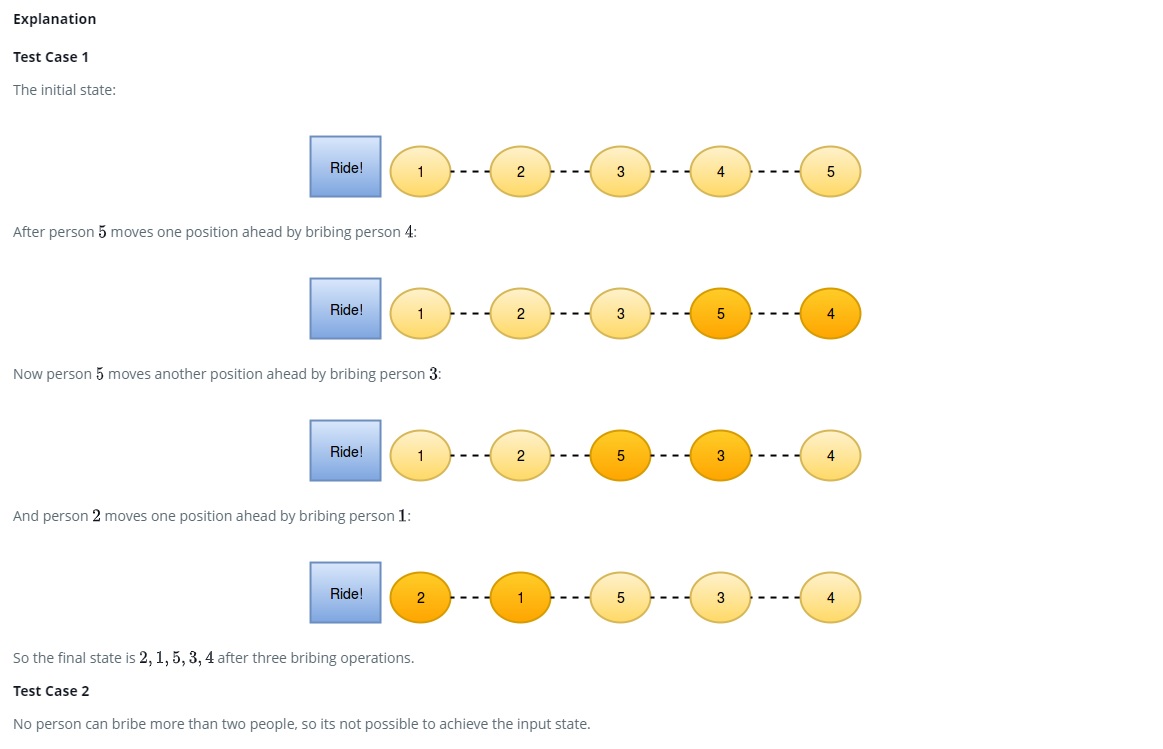 Explanation
Test Case 1
The initial state:
Ride! 1 2 3 4 5
After person 5 moves one position ahead by bribing person 4:
Ride! 1 2 3 5 4
Now person 5 moves another position ahead by bribing person 3:
Ride! 1 2 5 3 4
And person 2 moves one position ahead by bribing person 1:
Ride! 2 1 5 3 4
So the final state is 2, 1, 5, 3, 4 after three bribing operations.
Test Case 2
No person can bribe more than two people, so its not possible to achieve the input state.